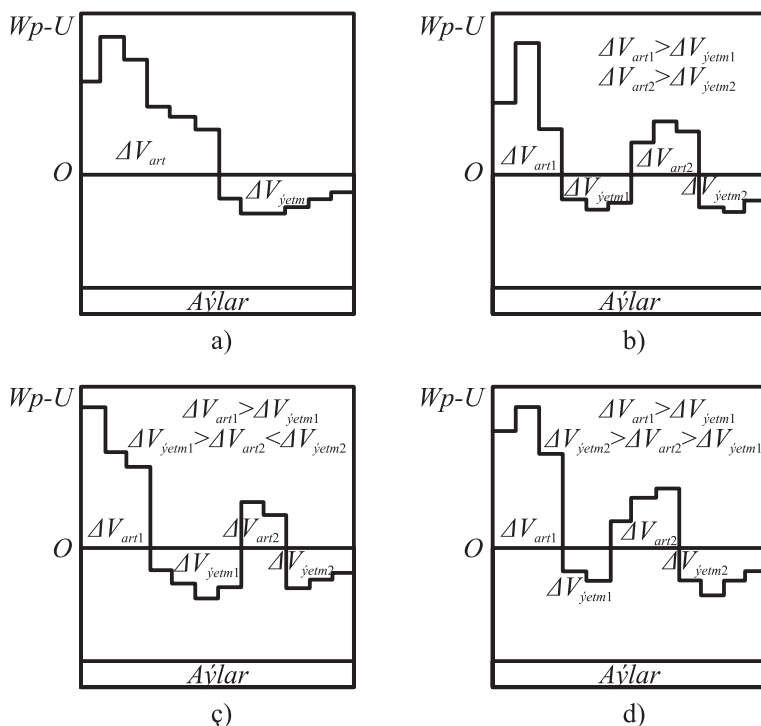 Wp-U
ΔV_art
O
ΔV_ýetm
Aýlar
a)
Wp-U
ΔV_art1>ΔV_ýetm1
ΔV_art2>ΔV_ýetm2
ΔV_art1
ΔV_art2
O
ΔV_ýetm1
ΔV_ýetm2
Aýlar
b)
Wp-U
ΔV_art1>ΔV_ýetm1
ΔV_ýetm1>ΔV_art2<ΔV_ýetm2
ΔV_art1
ΔV_art2
O
ΔV_ýetm1
ΔV_ýetm2
Aýlar
ç)
Wp-U
ΔV_art1>ΔV_ýetm1
ΔV_ýetm2>ΔV_art2>ΔV_ýetm1
ΔV_art1
ΔV_art2
O
ΔV_ýetm1
ΔV_ýetm2
Aýlar
d)